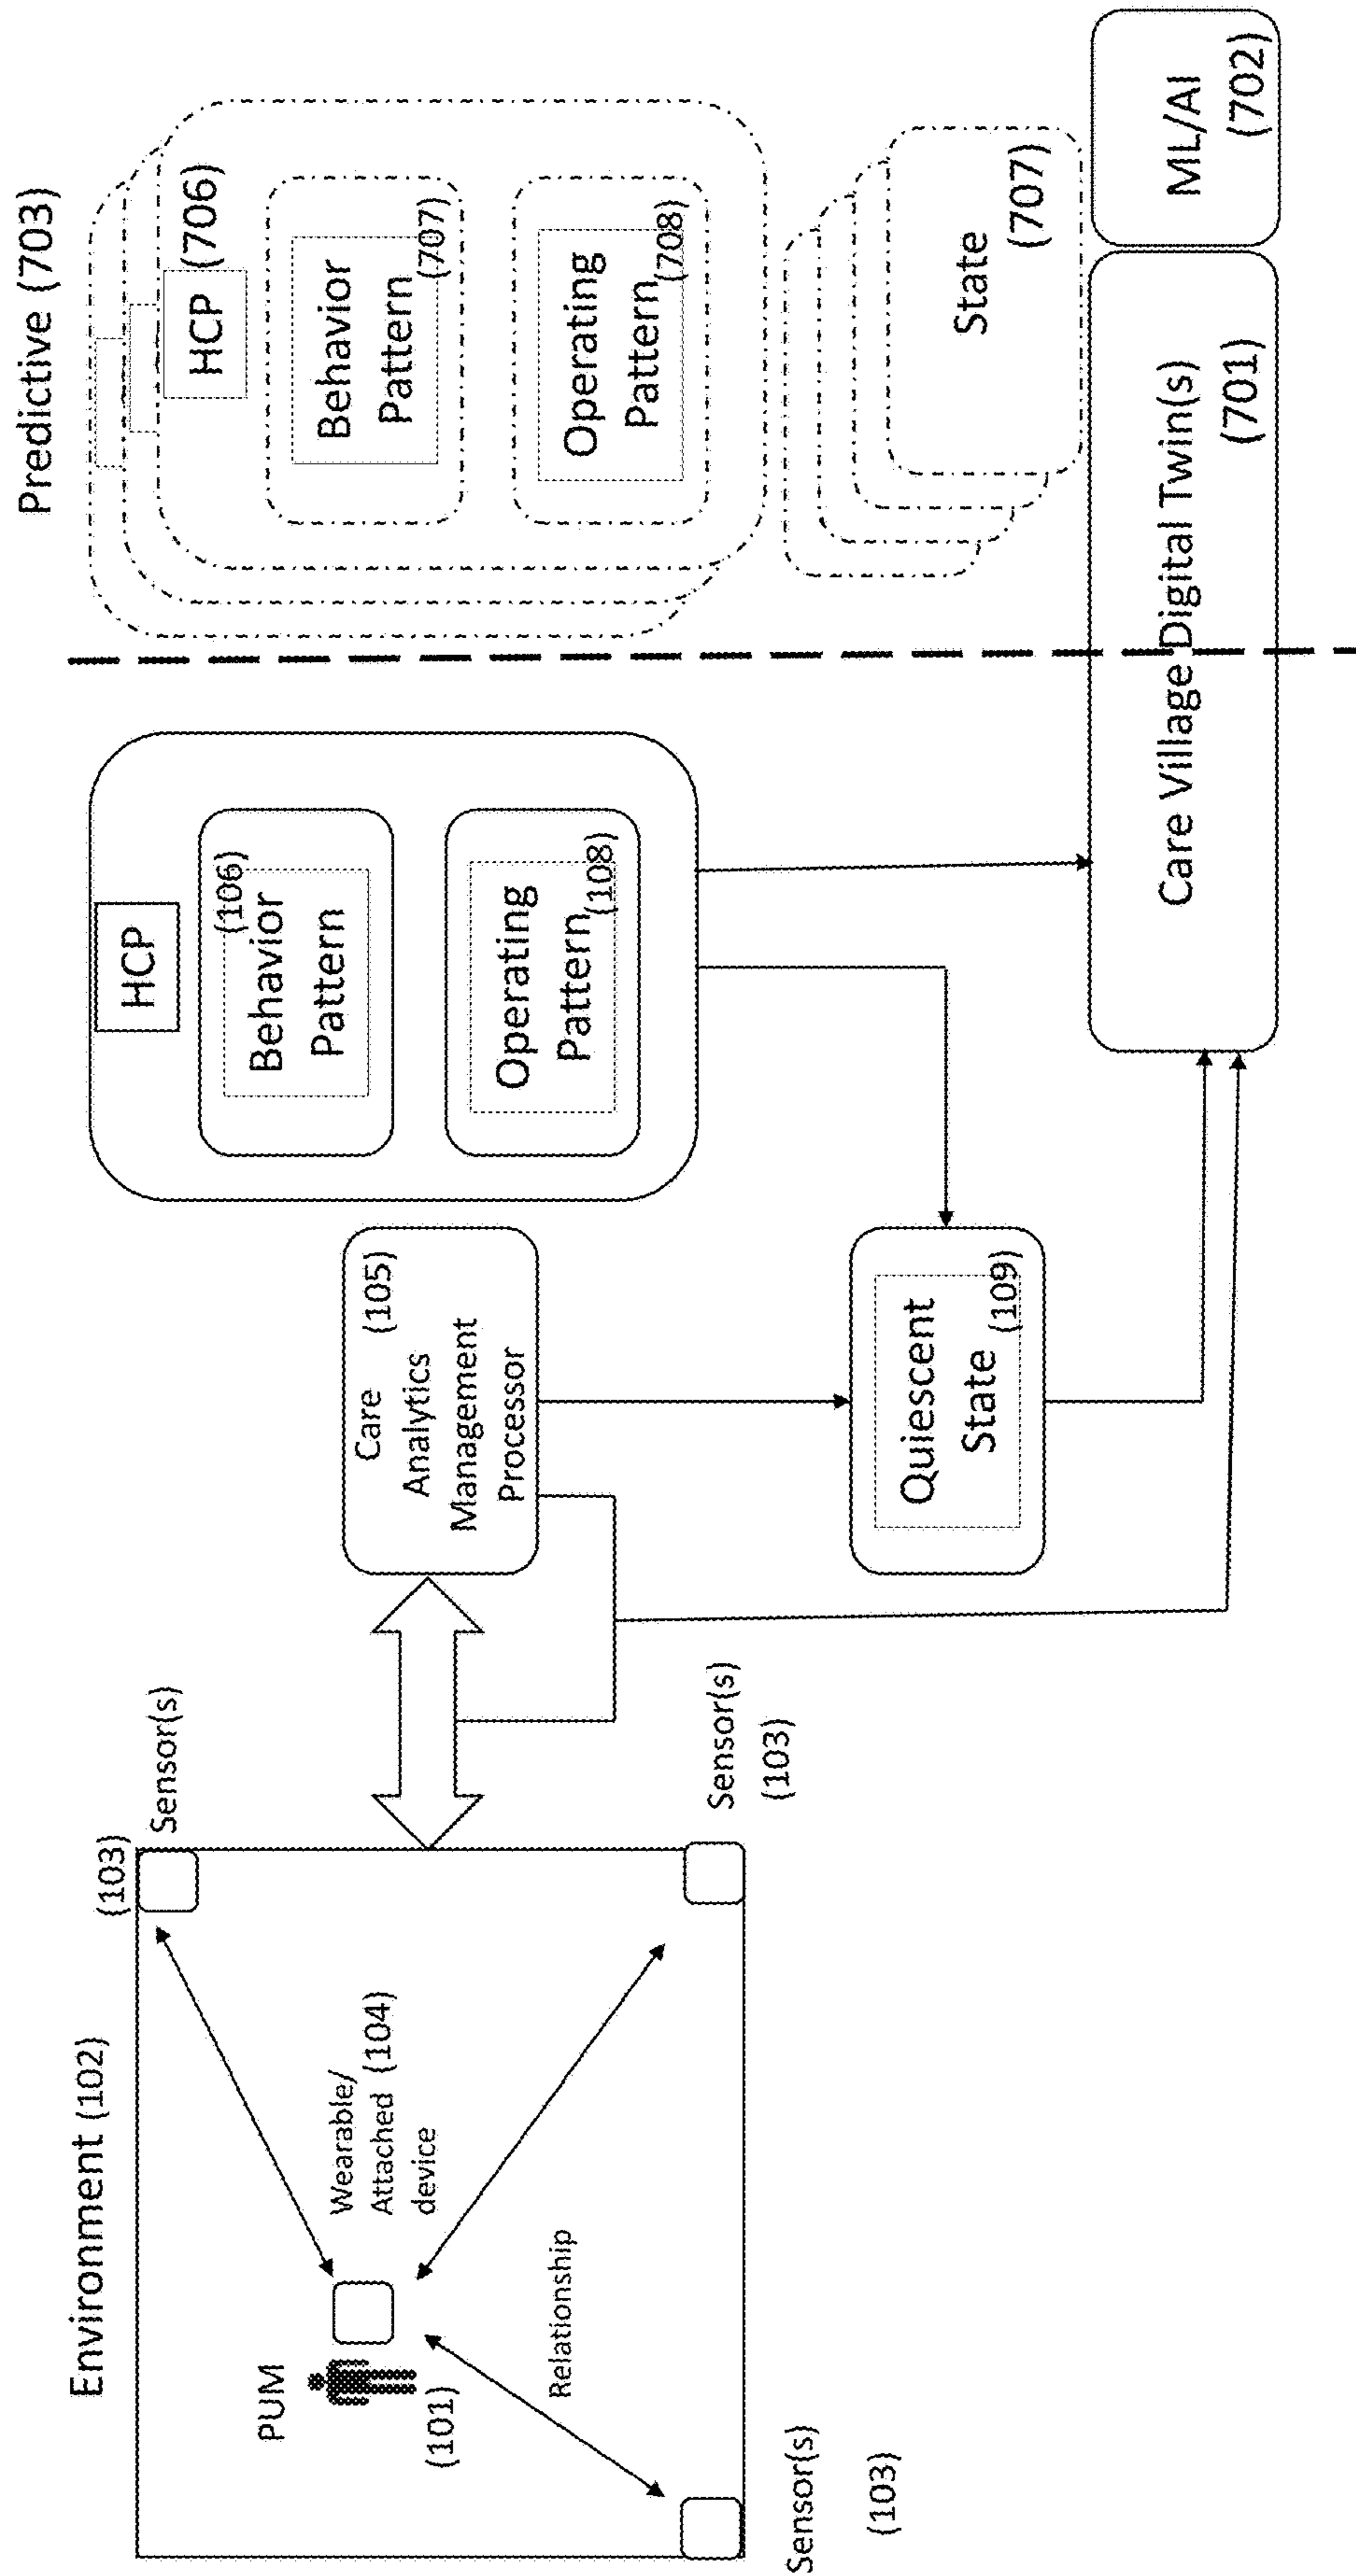 Environment (102)
(103)
Sensor(s)
PUM
(101)
Wearable/
Attached (104)
device
Relationship
Sensor(s)
(103)
Sensor(s)
(103)
Care (105)
Analytics
Management
Processor
Quiescent
State (109)
HCP
(106)
Behavior
Pattern
Operating
Pattern (108)
Predictive (703)
HCP (706)
Behavior
Pattern (707)
Operating
Pattern (708)
State
(707)
Care Village Digital Twin(s)
(701)
ML/AI
(702)